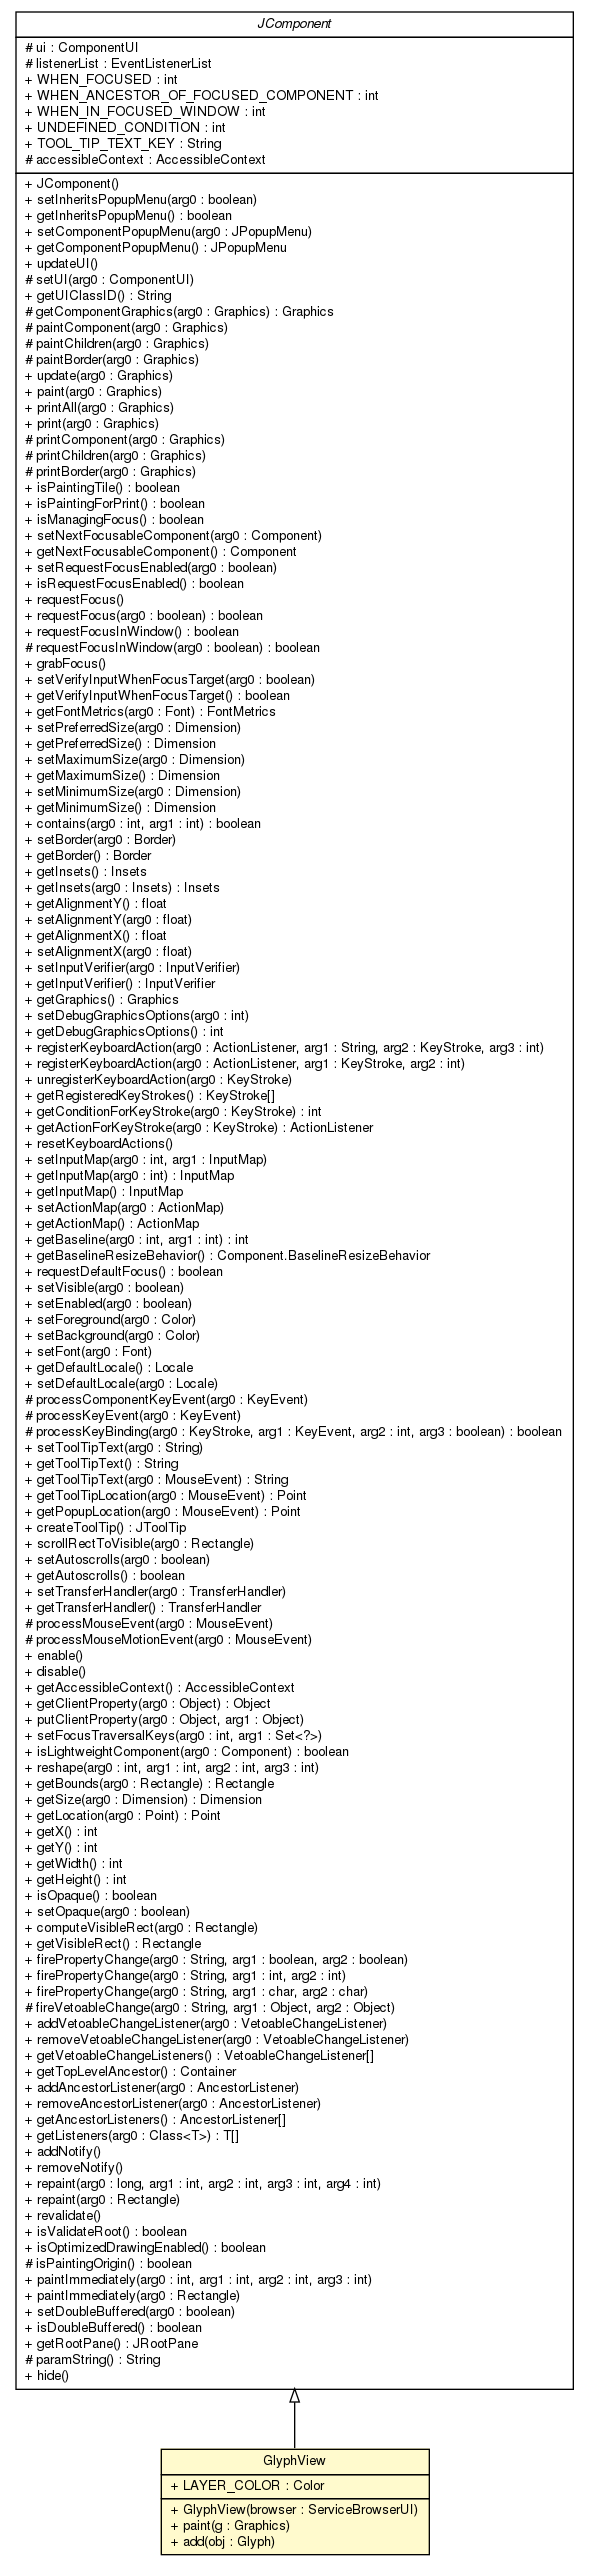 JComponent
# ui : ComponentUI
# listenerList : EventListenerList
+ WHEN_FOCUSED : int
+ WHEN_ANCESTOR_OF_FOCUSED_COMPONENT : int
+ WHEN_IN_FOCUSED_WINDOW : int
+ UNDEFINED_CONDITION : int
+ TOOL_TIP_TEXT_KEY : String
# accessibleContext : AccessibleContext
+ JComponent()
+ setInheritsPopupMenu(arg0 : boolean)
+ getInheritsPopupMenu() : boolean
+ setComponentPopupMenu(arg0 : JPopupMenu)
+ getComponentPopupMenu() : JPopupMenu
+ updateUI()
# setUI(arg0 : ComponentUI)
+ getUIClassID() : String
# getComponentGraphics(arg0 : Graphics) : Graphics
# paintComponent(arg0 : Graphics)
# paintChildren(arg0 : Graphics)
# paintBorder(arg0 : Graphics)
+ update(arg0 : Graphics)
+ paint(arg0 : Graphics)
+ printAll(arg0 : Graphics)
+ print(arg0 : Graphics)
# printComponent(arg0 : Graphics)
# printChildren(arg0 : Graphics)
# printBorder(arg0 : Graphics)
+ isPaintingTile() : boolean
+ isPaintingForPrint() : boolean
+ isManagingFocus() : boolean
+ setNextFocusableComponent(arg0 : Component)
+ getNextFocusableComponent() : Component
+ setRequestFocusEnabled(arg0 : boolean)
+ isRequestFocusEnabled() : boolean
+ requestFocus()
+ requestFocus(arg0 : boolean) : boolean
+ requestFocusInWindow() : boolean
# requestFocusInWindow(arg0 : boolean) : boolean
+ grabFocus()
+ setVerifyInputWhenFocusTarget(arg0 : boolean)
+ getVerifyInputWhenFocusTarget() : boolean
+ getFontMetrics(arg0 : Font) : FontMetrics
+ setPreferredSize(arg0 : Dimension)
+ getPreferredSize() : Dimension
+ setMaximumSize(arg0 : Dimension)
+ getMaximumSize() : Dimension
+ setMinimumSize(arg0 : Dimension)
+ getMinimumSize() : Dimension
+ contains(arg0 : int, arg1 : int) : boolean
+ setBorder(arg0 : Border)
+ getBorder() : Border
+ getInsets() : Insets
+ getInsets(arg0 : Insets) : Insets
+ getAlignmentY() : float
+ setAlignmentY(arg0 : float)
+ getAlignmentX() : float
+ setAlignmentX(arg0 : float)
+ setInputVerifier(arg0 : InputVerifier)
+ getInputVerifier() : InputVerifier
+ getGraphics() : Graphics
+ setDebugGraphicsOptions(arg0 : int)
+ getDebugGraphicsOptions() : int
+ registerKeyboardAction(arg0 : ActionListener, arg1 : String, arg2 : KeyStroke, arg3 : int)
+ registerKeyboardAction(arg0 : ActionListener, arg1 : KeyStroke, arg2 : int)
+ unregisterKeyboardAction(arg0 : KeyStroke)
+ getRegisteredKeyStrokes() : KeyStroke[]
+ getConditionForKeyStroke(arg0 : KeyStroke) : int
+ getActionForKeyStroke(arg0 : KeyStroke) : ActionListener
+ resetKeyboardActions()
+ setInputMap(arg0 : int, arg1 : InputMap)
+ getInputMap(arg0 : int) : InputMap
+ getInputMap() : InputMap
+ setActionMap(arg0 : ActionMap)
+ getActionMap() : ActionMap
+ getBaseline(arg0 : int, arg1 : int) : int
+ getBaselineResizeBehavior() : Component.BaselineResizeBehavior
+ requestDefaultFocus() : boolean
+ setVisible(arg0 : boolean)
+ setEnabled(arg0 : boolean)
+ setForeground(arg0 : Color)
+ setBackground(arg0 : Color)
+ setFont(arg0 : Font)
+ getDefaultLocale() : Locale
+ setDefaultLocale(arg0 : Locale)
# processComponentKeyEvent(arg0 : KeyEvent)
# processKeyEvent(arg0 : KeyEvent)
# processKeyBinding(arg0 : KeyStroke, arg1 : KeyEvent, arg2 : int, arg3 : boolean) : boolean
+ setToolTipText(arg0 : String)
+ getToolTipText() : String
+ getToolTipText(arg0 : MouseEvent) : String
+ getToolTipLocation(arg0 : MouseEvent) : Point
+ getPopupLocation(arg0 : MouseEvent) : Point
+ createToolTip() : JToolTip
+ scrollRectToVisible(arg0 : Rectangle)
+ setAutoscrolls(arg0 : boolean)
+ getAutoscrolls() : boolean
+ setTransferHandler(arg0 : TransferHandler)
+ getTransferHandler() : TransferHandler
# processMouseEvent(arg0 : MouseEvent)
# processMouseMotionEvent(arg0 : MouseEvent)
+ enable()
+ disable()
+ getAccessibleContext() : AccessibleContext
+ getClientProperty(arg0 : Object) : Object
+ putClientProperty(arg0 : Object, arg1 : Object)
+ setFocusTraversalKeys(arg0 : int, arg1 : Set<?>)
+ isLightweightComponent(arg0 : Component) : boolean
+ reshape(arg0 : int, arg1 : int, arg2 : int, arg3 : int)
+ getBounds(arg0 : Rectangle) : Rectangle
+ getSize(arg0 : Dimension) : Dimension
+ getLocation(arg0 : Point) : Point
+ getX() : int
+ getY() : int
+ getWidth() : int
+ getHeight() : int
+ isOpaque() : boolean
+ setOpaque(arg0 : boolean)
+ computeVisibleRect(arg0 : Rectangle)
+ getVisibleRect() : Rectangle
+ firePropertyChange(arg0 : String, arg1 : boolean, arg2 : boolean)
+ firePropertyChange(arg0 : String, arg1 : int, arg2 : int)
+ firePropertyChange(arg0 : String, arg1 : char, arg2 : char)
# fireVetoableChange(arg0 : String, arg1 : Object, arg2 : Object)
+ addVetoableChangeListener(arg0 : VetoableChangeListener)
+ removeVetoableChangeListener(arg0 : VetoableChangeListener)
+ getVetoableChangeListeners() : VetoableChangeListener[]
+ getTopLevelAncestor() : Container
+ addAncestorListener(arg0 : AncestorListener)
+ removeAncestorListener(arg0 : AncestorListener)
+ getAncestorListeners() : AncestorListener[]
+ getListeners(arg0 : Class<T>) : T[]
+ addNotify()
+ removeNotify()
+ repaint(arg0 : long, arg1 : int, arg2 : int, arg3 : int, arg4 : int)
+ repaint(arg0 : Rectangle)
+ revalidate()
+ isValidateRoot() : boolean
+ isOptimizedDrawingEnabled() : boolean
# isPaintingOrigin() : boolean
+ paintImmediately(arg0 : int, arg1 : int, arg2 : int, arg3 : int)
+ paintImmediately(arg0 : Rectangle)
+ setDoubleBuffered(arg0 : boolean)
+ isDoubleBuffered() : boolean
+ getRootPane() : JRootPane
# paramString() : String
+ hide()
GlyphView
+ LAYER_COLOR : Color
+ GlyphView(browser : ServiceBrowserUI)
+ paint(g : Graphics)
+ add(obj : Glyph)